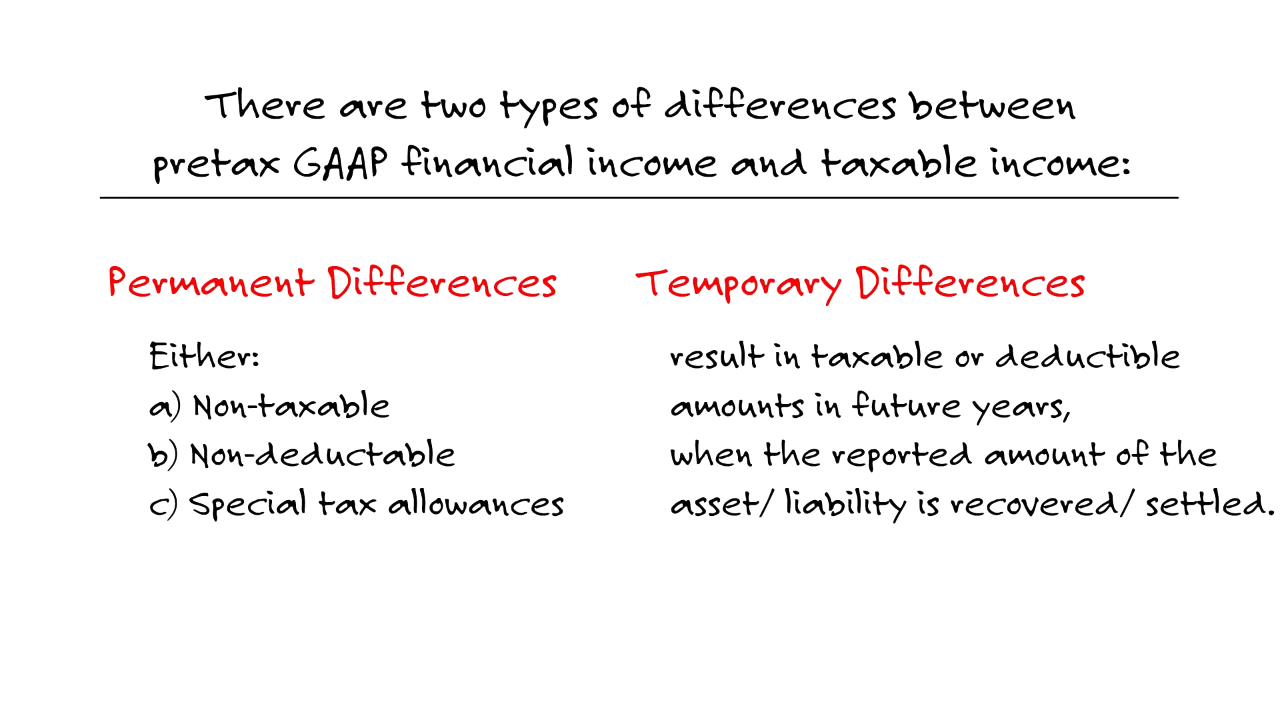 There are two types of differences between
pretax GAAP financial income and taxable income:
Permanent Differences
Either:
a) Non-taxable
b) Non-deductable
c) Special tax allowances
Temporary Differences
result in taxable or deductible
amounts in future years,
when the reported amount of the
asset/ liability is recovered/ settled.